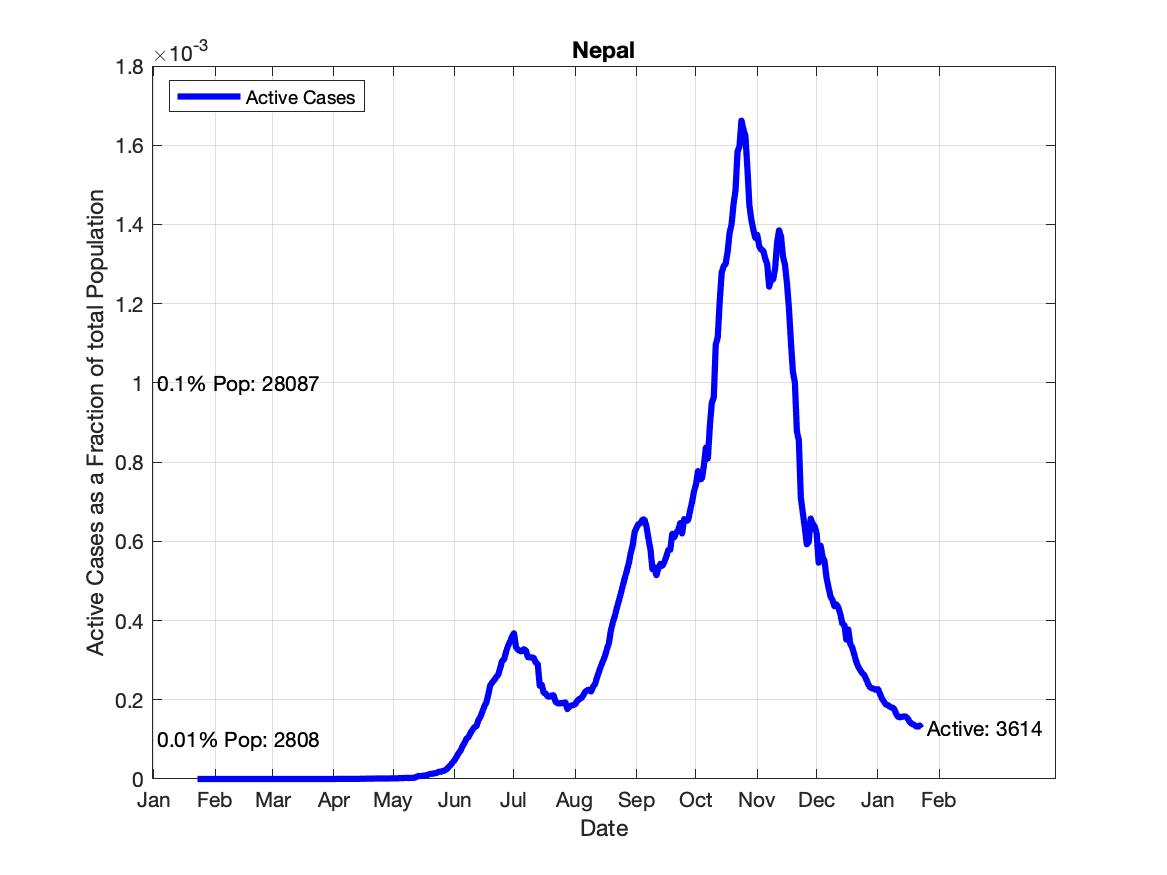 Nepal
×10-3
1.8
1.6
1.4
1.2
1
0.8
0.6
0.4
0.2
0
Active Cases as a Fraction of total Population
Active Cases
0.1% Pop: 28087
0.01% Pop: 2808
Active: 3614
Jan Feb Mar Apr May Jun Jul Aug Sep Oct Nov Dec Jan Feb
Date